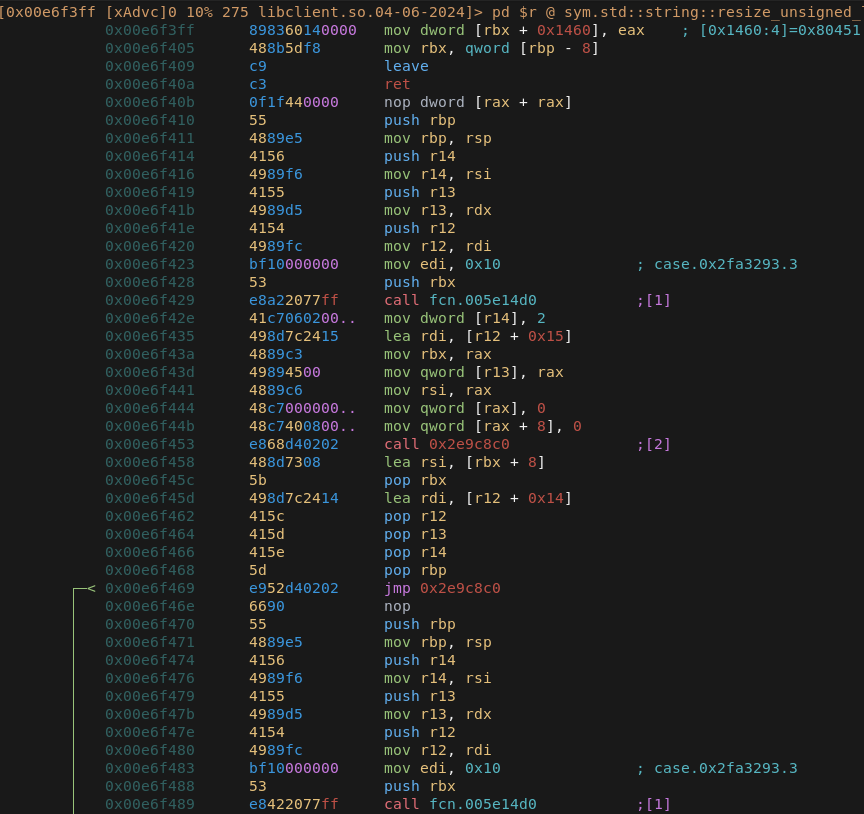 [0x00e6f3ff [xAdvc]0 10% 275 libclient.so.04-06-2024]> pd $r @ sym.std::string::resize_unsigned_
0x00e6f3ff 898360140000 mov dword [rbx + 0x1460], eax ; [0x1460:4]=0x80451
0x00e6f405 488b5df8 mov rbx, qword [rbp - 8]
0x00e6f409 c9 leave
0x00e6f40a c3 ret
0x00e6f40b 0f1f440000 nop dword [rax + rax]
0x00e6f410 55 push rbp
0x00e6f411 4889e5 mov rbp, rsp
0x00e6f414 4156 push r14
0x00e6f416 4989f6 mov r14, rsi
0x00e6f419 4155 push r13
0x00e6f41b 4989d5 mov r13, rdx
0x00e6f41e 4154 push r12
0x00e6f420 4989fc mov r12, rdi
0x00e6f423 bf10000000 mov edi, 0x10 ; case.0x2fa3293.3
0x00e6f428 53 push rbx
0x00e6f429 e8a22077ff call fcn.005e14d0 ;[1]
0x00e6f42e 41c7060200.. mov dword [r14], 2
0x00e6f435 498d7c2415 lea rdi, [r12 + 0x15]
0x00e6f43a 4889c3 mov rbx, rax
0x00e6f43d 49894500 mov qword [r13], rax
0x00e6f441 4889c6 mov rsi, rax
0x00e6f444 48c7000000.. mov qword [rax], 0
0x00e6f44b 48c7400800.. mov qword [rax + 8], 0
0x00e6f453 e868d40202 call 0x2e9c8c0 ;[2]
0x00e6f458 488d7308 lea rsi, [rbx + 8]
0x00e6f45c 5b pop rbx
0x00e6f45d 498d7c2414 lea rdi, [r12 + 0x14]
0x00e6f462 415c pop r12
0x00e6f464 415d pop r13
0x00e6f466 415e pop r14
0x00e6f468 5d pop rbp
0x00e6f469 e952d40202 jmp 0x2e9c8c0
0x00e6f46e 6690 nop
0x00e6f470 55 push rbp
0x00e6f471 4889e5 mov rbp, rsp
0x00e6f474 4156 push r14
0x00e6f476 4989f6 mov r14, rsi
0x00e6f479 4155 push r13
0x00e6f47b 4989d5 mov r13, rdx
0x00e6f47e 4154 push r12
0x00e6f480 4989fc mov r12, rdi
0x00e6f483 bf10000000 mov edi, 0x10 ; case.0x2fa3293.3
0x00e6f488 53 push rbx
0x00e6f489 e8422077ff call fcn.005e14d0 ;[1]